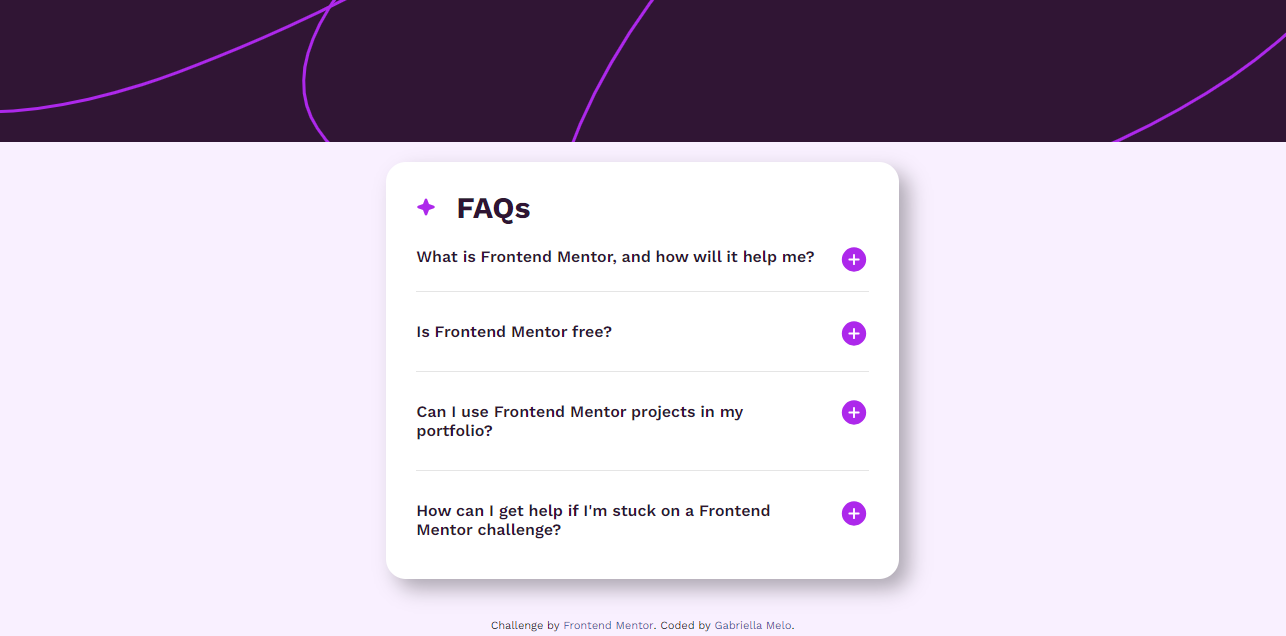 FAQs
What is Frontend Mentor, and how will it help me?
Is Frontend Mentor free?
Can I use Frontend Mentor projects in my
portfolio?
How can I get help if I'm stuck on a Frontend
Mentor challenge?
Challenge by Frontend Mentor. Coded by Gabriella Melo.